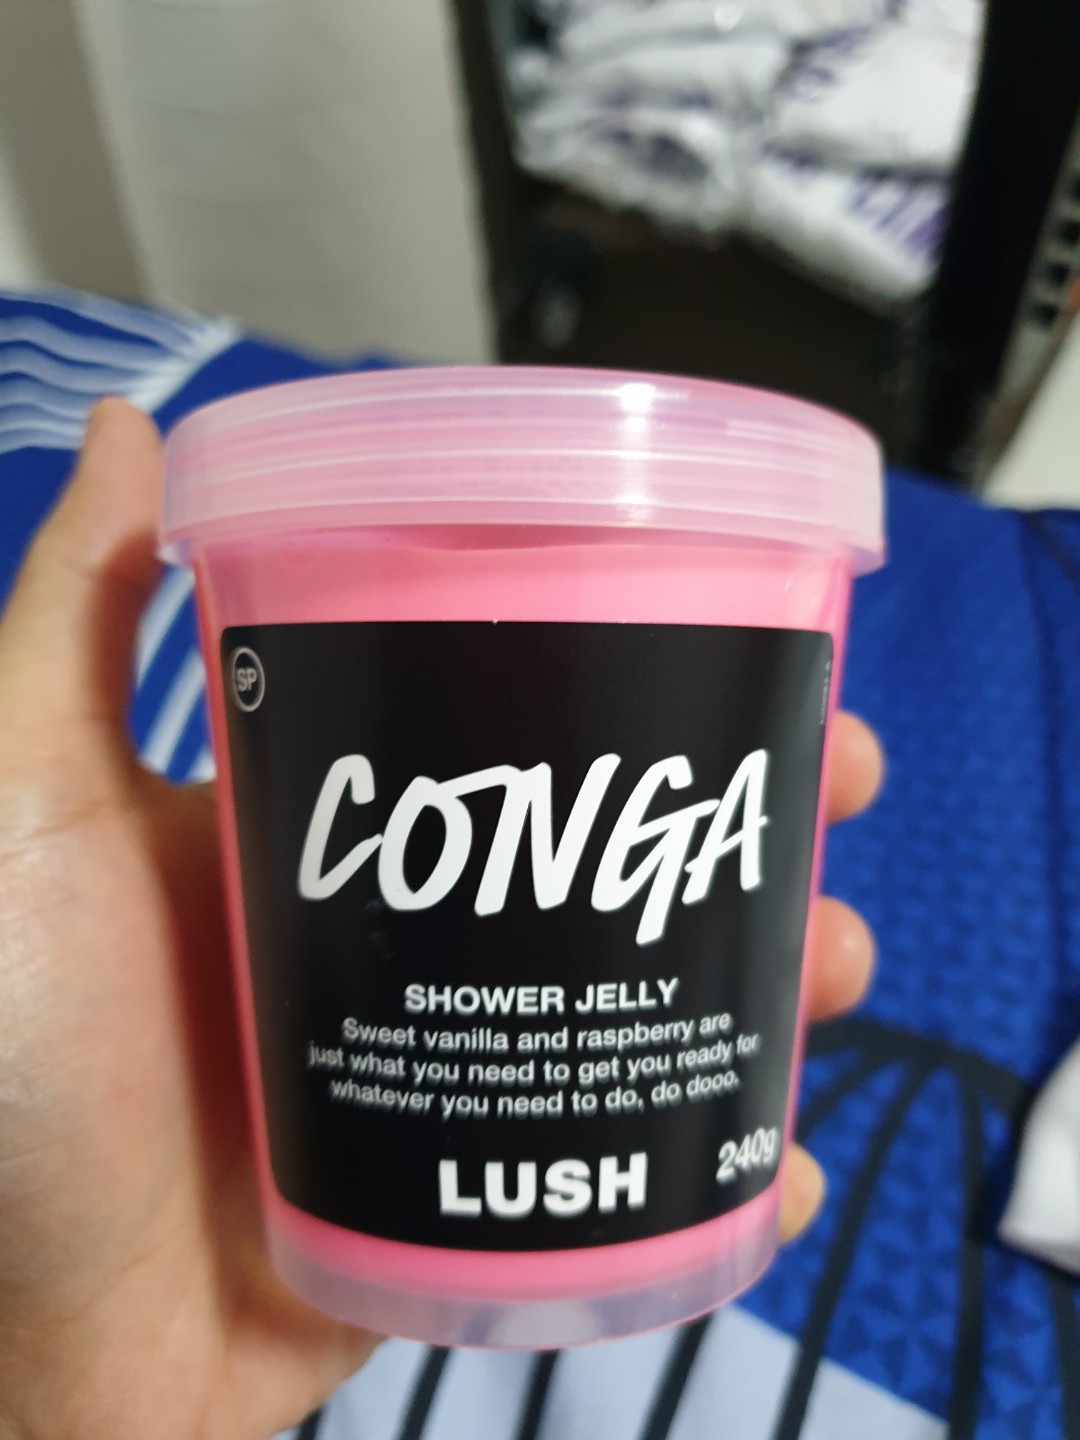 SP
CONGA
SHOWER JELLY
Sweet vanilla and raspberry are
just what you need to get you ready for
whatever you need to do, do dooo.
LUSH
240g